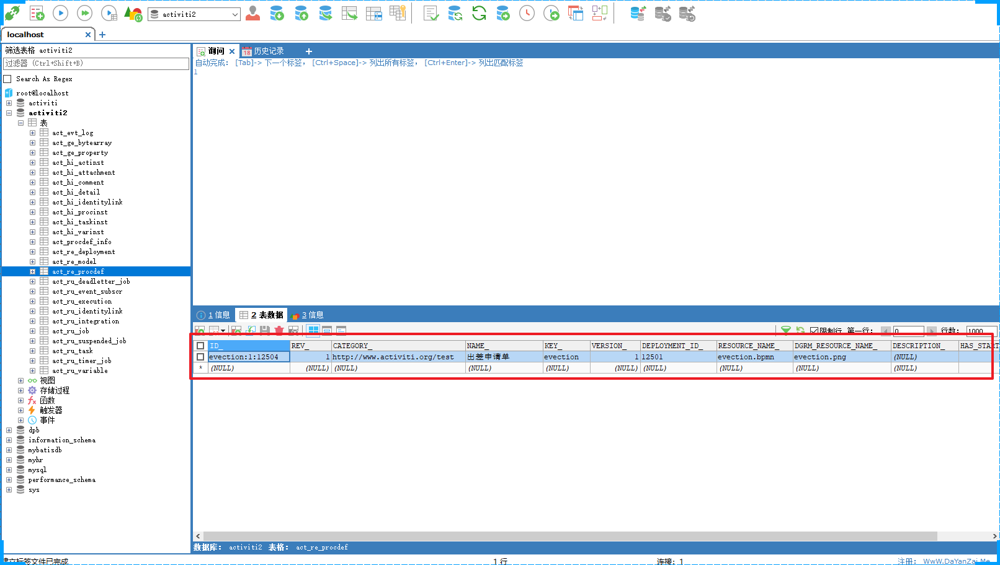 activiti2
localhost
筛选表格 activiti2
过滤器 (Ctrl+Shift+B)
Search As Regex
root@localhost
activiti
activiti2
表
act_evt_log
act_ge_bytearray
act_ge_property
act_hi_actinst
act_hi_attachment
act_hi_comment
act_hi_detail
act_hi_identitylink
act_hi_procinst
act_hi_taskinst
act_hi_varinst
act_procdef_info
act_re_deployment
act_re_model
act_re_procdef
act_ru_deadletter_job
act_ru_event_subscr
act_ru_execution
act_ru_identitylink
act_ru_integration
act_ru_job
act_ru_suspended_job
act_ru_task
act_ru_timer_job
act_ru_variable
视图
存储过程
函数
触发器
事件
dpb
information_schema
mybatisdb
myhr
mysql
performance_schema
sys
询问 18 历史记录
自动完成: [Tab]-> 下一个标签, [Ctrl+Space]-> 列出所有标签, [Ctrl+Enter]-> 列出匹配标签
1
1 信息 2 表数据 3 信息
限制行 第一行: 0 行数: 1000
ID_ REV_ CATEGORY_ NAME_ KEY_ VERSION_ DEPLOYMENT_ID_ RESOURCE_NAME_ DGRM_RESOURCE_NAME_ DESCRIPTION_ HAS_START
evection:1:12504 1 http://www.activiti.org/test 出差申请单 evection 1 12501 evection.bpmn evection.png (NULL)
* (NULL) (NULL) (NULL) (NULL) (NULL) (NULL) (NULL) (NULL) (NULL) (NULL)
数据库: activiti2 表格: act_re_procdef
建立标签文件已完成 1 行 连接: 1 注册: WwW.DaYanZai.Me